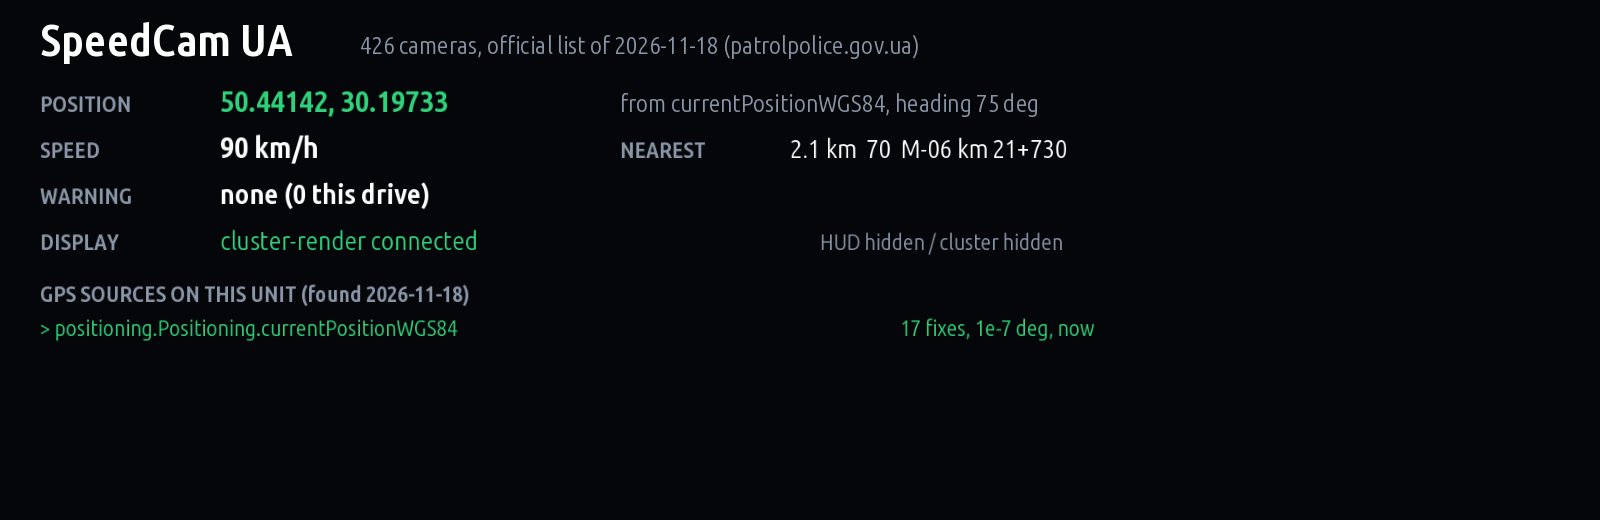 SpeedCam UA 426 cameras, official list of 2026-11-18 (patrolpolice.gov.ua)
POSITION 50.44142, 30.19733 from currentPositionWGS84, heading 75 deg
SPEED 90 km/h NEAREST 2.1 km 70 M-06 km 21+730
WARNING none (0 this drive)
DISPLAY cluster-render connected HUD hidden / cluster hidden
GPS SOURCES ON THIS UNIT (found 2026-11-18)
> positioning.Positioning.currentPositionWGS84 17 fixes, 1e-7 deg, now